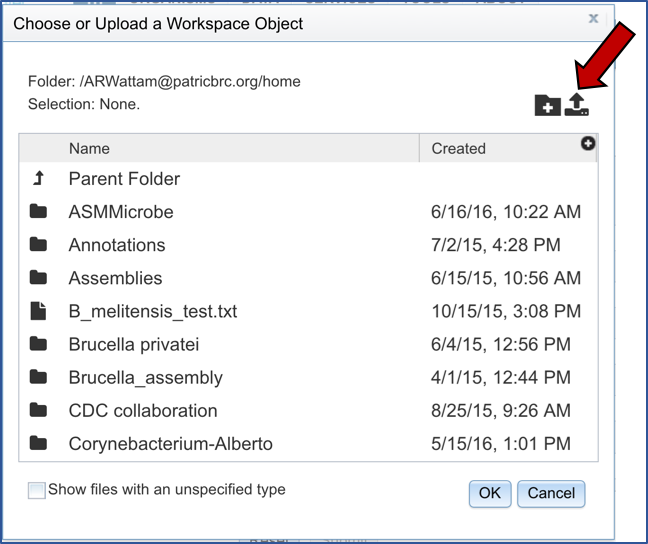 Choose or Upload a Workspace Object
x
Folder: /ARWattam@patricbrc.org/home
Selection: None.
Name Created
Parent Folder
ASMMicrobe 6/16/16, 10:22 AM
Annotations 7/2/15, 4:28 PM
Assemblies 6/15/15, 10:56 AM
B_melitensis_test.txt 10/15/15, 3:08 PM
Brucella privatei 6/4/15, 12:56 PM
Brucella_assembly 4/1/15, 12:44 PM
CDC collaboration 8/25/15, 9:26 AM
Corynebacterium-Alberto 5/15/16, 1:01 PM
Show files with an unspecified type
OK Cancel